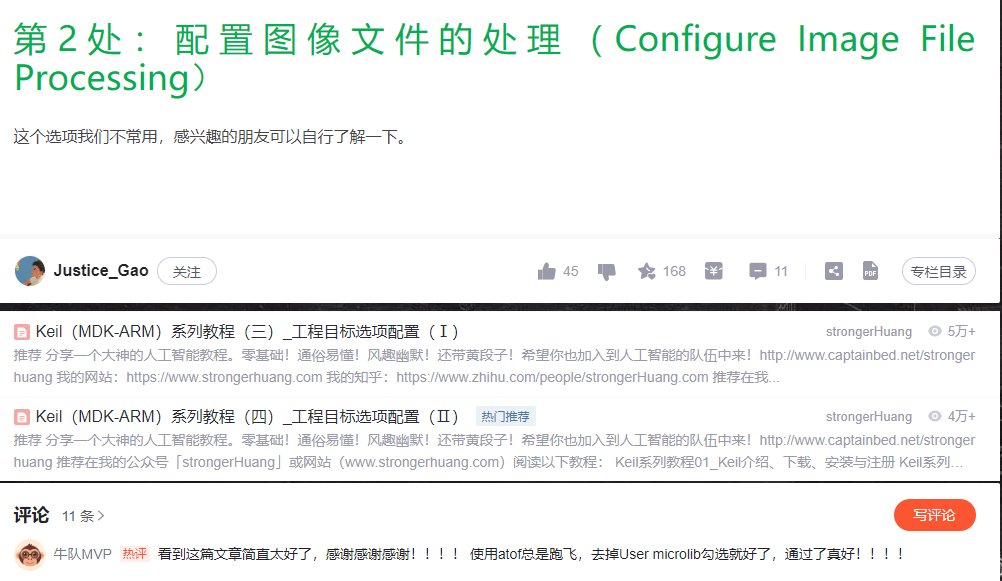 第2处：配置图像文件的处理（Configure Image File
Processing）
这个选项我们不常用，感兴趣的朋友可以自行了解一下。
Justice_Gao 关注 45 168 11 PDF 专栏目录
Keil（MDK-ARM）系列教程（三）_工程目标选项配置（Ⅰ） strongerHuang 5万+
推荐 分享一个大神的人工智能教程。零基础！通俗易懂！风趣幽默！还带黄段子！希望你也加入到人工智能的队伍中来！http://www.captainbed.net/stronger
huang 我的网站：https://www.strongerhuang.com 我的知乎：https://www.zhihu.com/people/strongerHuang.com 推荐在我...
Keil（MDK-ARM）系列教程（四）_工程目标选项配置（Ⅱ） 热门推荐 strongerHuang 4万+
推荐 分享一个大神的人工智能教程。零基础！通俗易懂！风趣幽默！还带黄段子！希望你也加入到人工智能的队伍中来！http://www.captainbed.net/stronger
huang 推荐在我的公众号「strongerHuang」或网站（www.strongerhuang.com）阅读以下教程： Keil系列教程01_Keil介绍、下载、安装与注册 Keil系列...
评论 11 条 写评论
牛队MVP 热评 看到这篇文章简直太好了，感谢感谢感谢！！！！ 使用atof总是跑飞，去掉User microlib勾选就好了，通过了真好！！！！